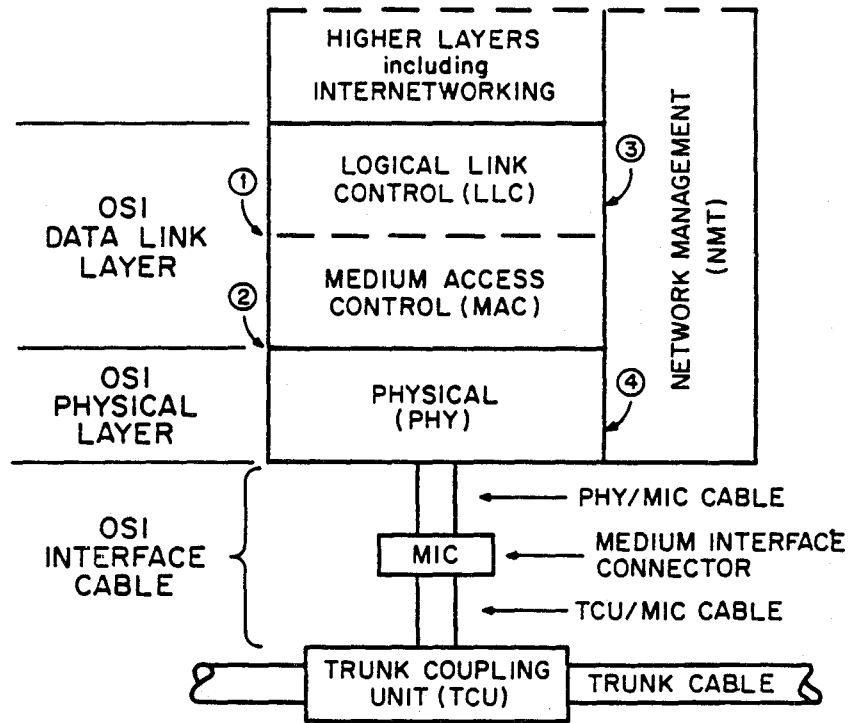 HIGHER LAYERS
including
INTERNETWORKING
①
LOGICAL LINK
CONTROL (LLC)
③
OSI
DATA LINK
LAYER
②
MEDIUM ACCESS
CONTROL (MAC)
NETWORK MANAGEMENT
(NMT)
OSI
PHYSICAL
LAYER
PHYSICAL
(PHY)
④
OSI
INTERFACE
CABLE
PHY/MIC CABLE
MIC
MEDIUM INTERFACE
CONNECTOR
TCU/MIC CABLE
TRUNK COUPLING
UNIT (TCU)
TRUNK CABLE